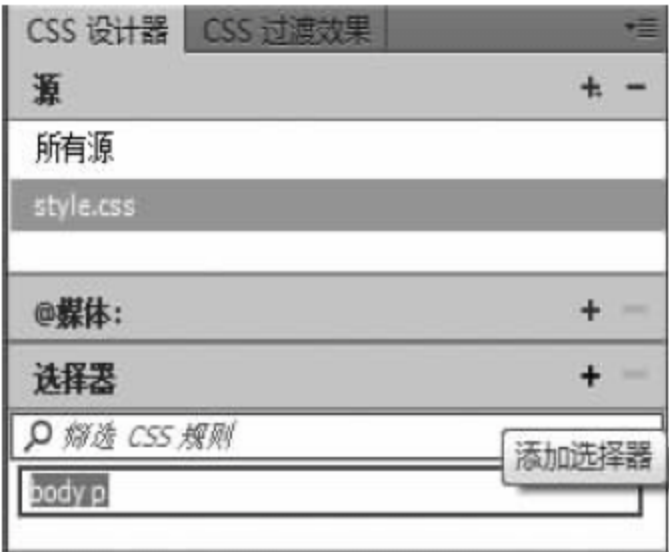 CSS 设计器 CSS 过渡效果
源
所有源
style.css
@媒体:
选择器
筛选 CSS 规则
添加选择器
body p